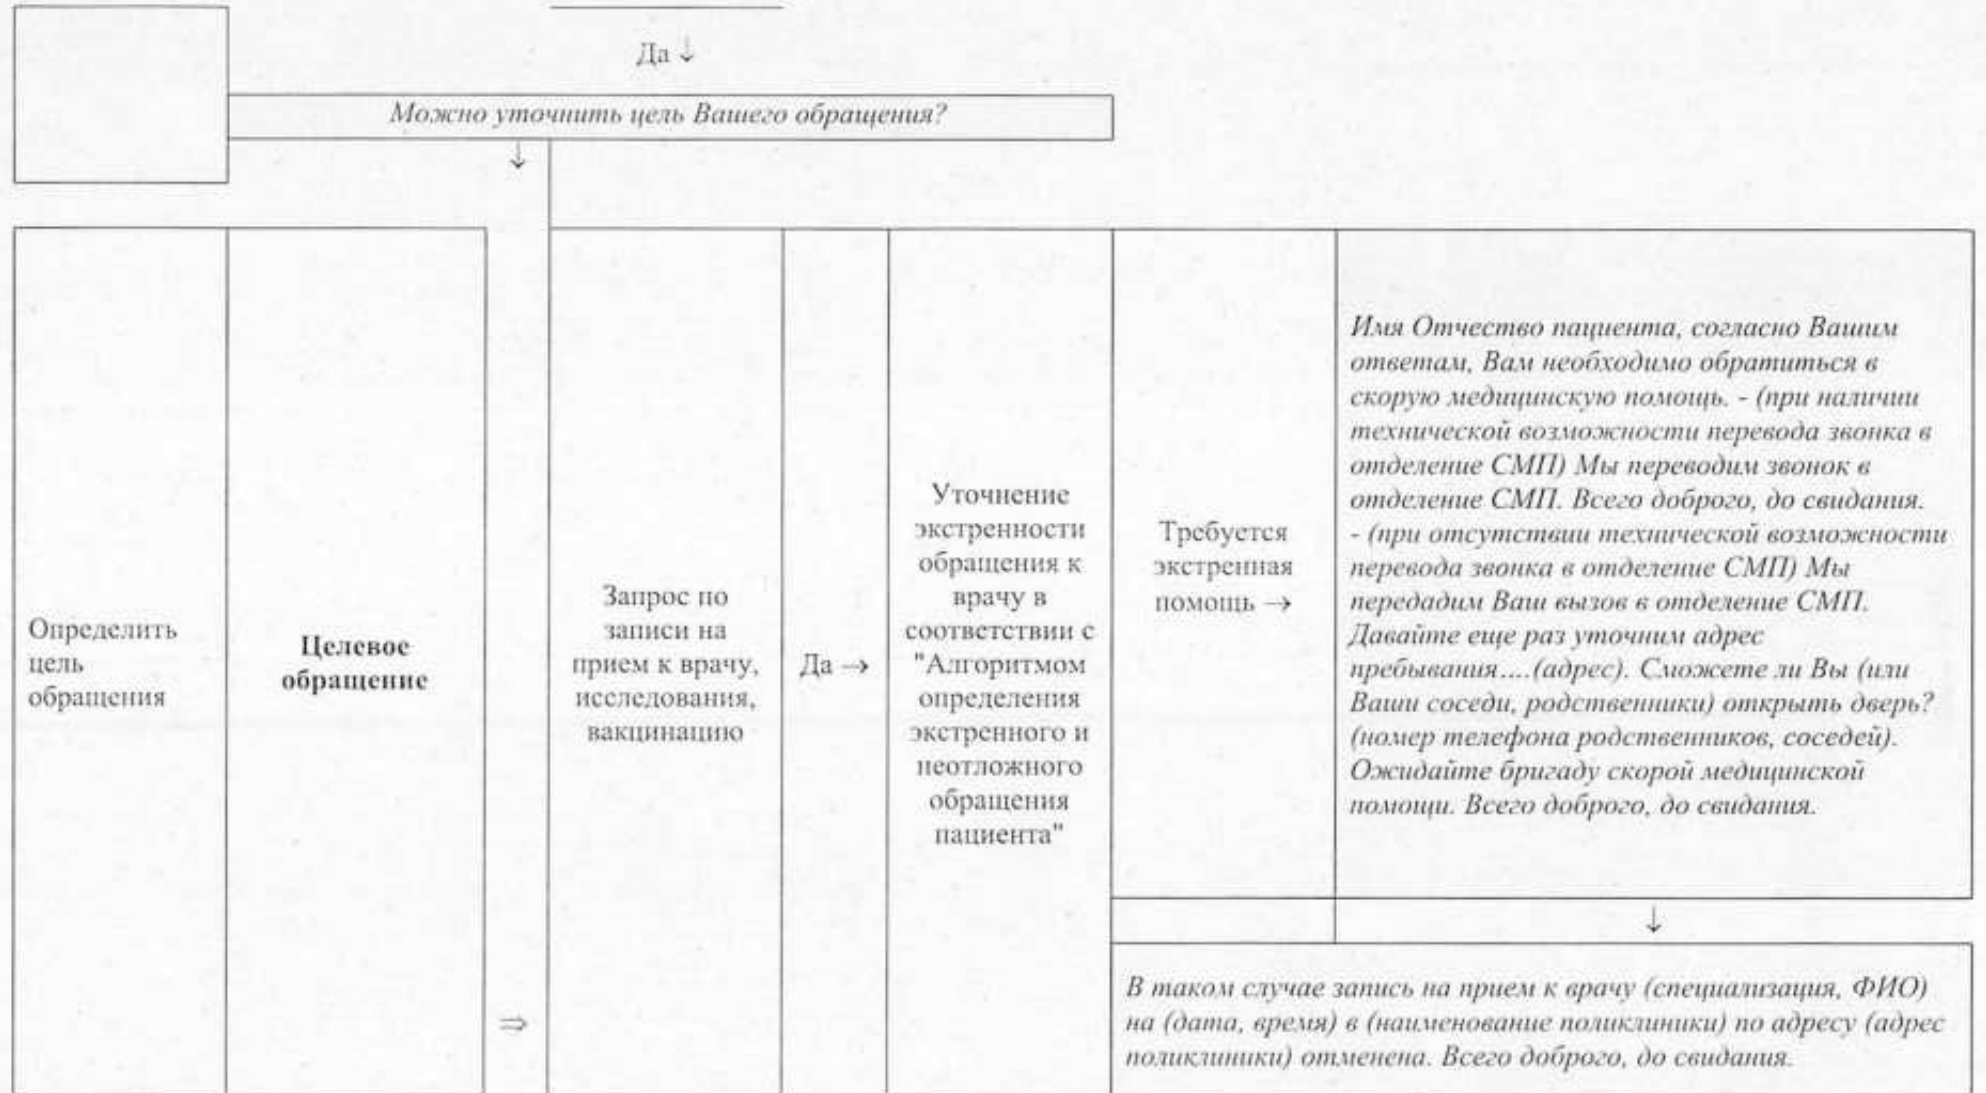 Да ↓
Можно уточнить цель Вашего обращения?
↓
Определить
цель
обращения
Целевое
обращение
⇒
Запрос по
записи на
прием к врачу,
исследования,
вакцинацию
Да →
Уточнение
экстренности
обращения к
врачу в
соответствии с
"Алгоритмом
определения
экстренного и
неотложного
обращения
пациента"
Требуется
экстренная
помощь →
Имя Отчество пациента, согласно Вашим
ответам, Вам необходимо обратиться в
скорую медицинскую помощь. - (при наличии
технической возможности перевода звонка в
отделение СМП) Мы переводим звонок в
отделение СМП. Всего доброго, до свидания.
- (при отсутствии технической возможности
перевода звонка в отделение СМП) Мы
передадим Ваш вызов в отделение СМП.
Давайте еще раз уточним адрес
пребывания....(адрес). Сможете ли Вы (или
Ваши соседи, родственники) открыть дверь?
(номер телефона родственников, соседей).
Ожидайте бригаду скорой медицинской
помощи. Всего доброго, до свидания.
↓
В таком случае запись на прием к врачу (специализация, ФИО)
на (дата, время) в (наименование поликлиники) по адресу (адрес
поликлиники) отменена. Всего доброго, до свидания.